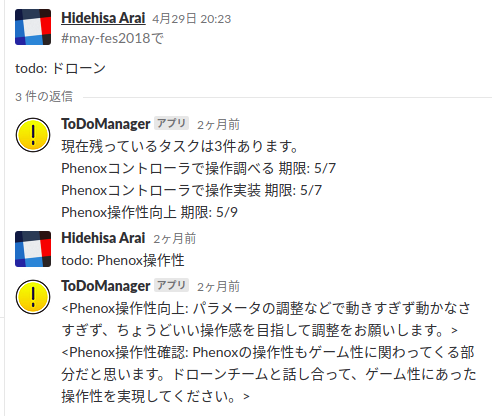 Hidehisa Arai 4月29日 20:23
#may-fes2018で
todo: ドローン
3 件の返信
ToDoManager アプリ 2ヶ月前
現在残っているタスクは3件あります。
Phenoxコントローラで操作調べる 期限: 5/7
Phenoxコントローラで操作実装 期限: 5/7
Phenox操作性向上 期限: 5/9
Hidehisa Arai 2ヶ月前
todo: Phenox操作性
ToDoManager アプリ 2ヶ月前
<Phenox操作性向上: パラメータの調整などで動きすぎず動かなさ
すぎず、ちょうどいい操作感を目指して調整をお願いします。>
<Phenox操作性確認: Phenoxの操作性もゲーム性に関わってくる部
分だと思います。ドローンチームと話し合って、ゲーム性にあった
操作性を実現してください。>